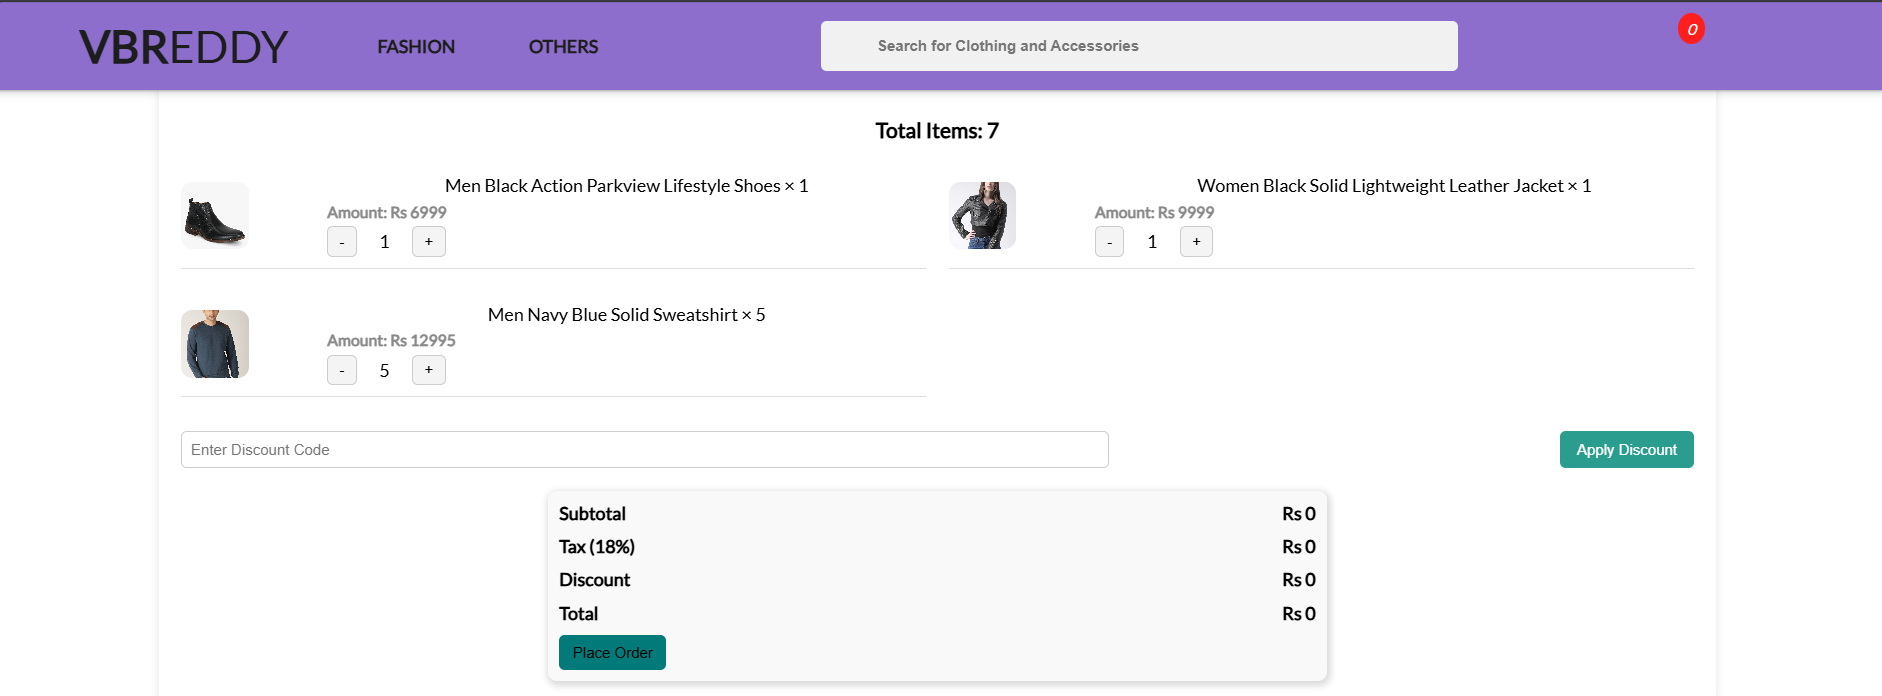 VBREDDY FASHION OTHERS Search for Clothing and Accessories 0
Total Items: 7
Men Black Action Parkview Lifestyle Shoes × 1
Amount: Rs 6999
- 1 +
Women Black Solid Lightweight Leather Jacket × 1
Amount: Rs 9999
- 1 +
Men Navy Blue Solid Sweatshirt × 5
Amount: Rs 12995
- 5 +
Enter Discount Code Apply Discount
Subtotal Rs 0
Tax (18%) Rs 0
Discount Rs 0
Total Rs 0
Place Order